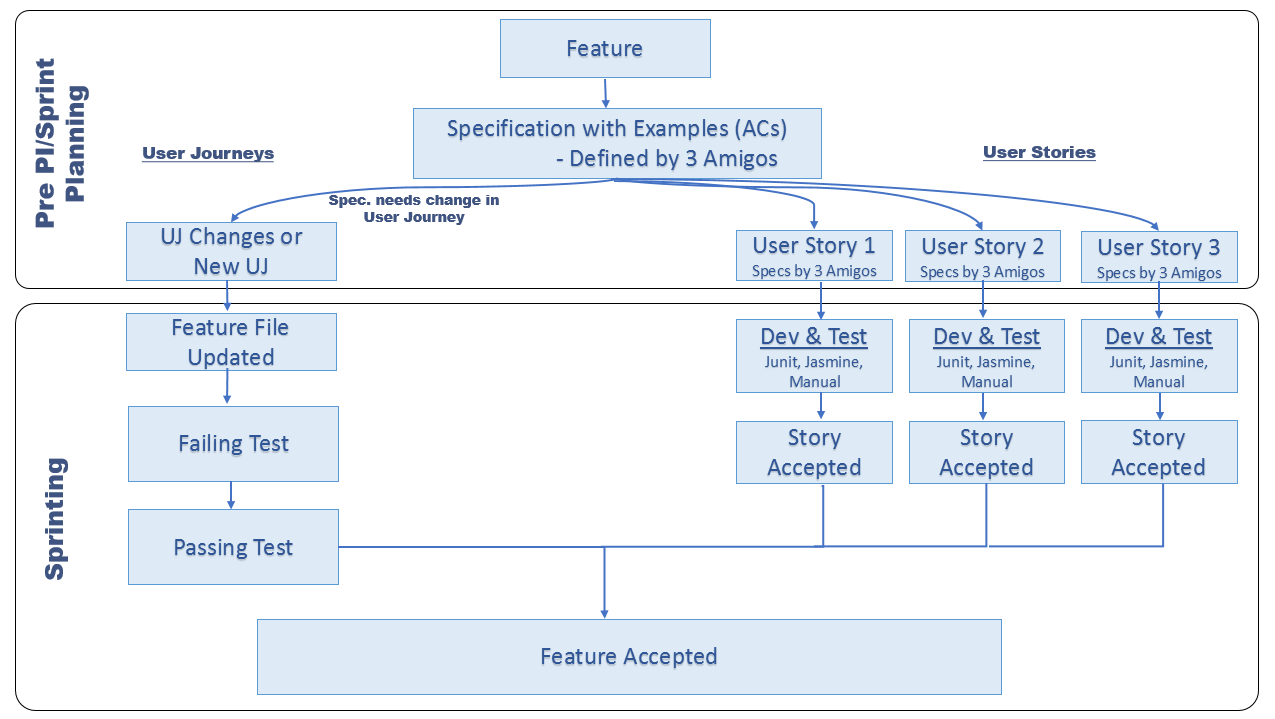 Pre PI/Sprint
Planning
Feature
Specification with Examples (ACs)
- Defined by 3 Amigos
User Journeys
User Stories
Spec. needs change in
User Journey
UJ Changes or
New UJ
User Story 1
Specs by 3 Amigos
User Story 2
Specs by 3 Amigos
User Story 3
Specs by 3 Amigos
Sprinting
Feature File
Updated
Dev & Test
Junit, Jasmine,
Manual
Dev & Test
Junit, Jasmine,
Manual
Dev & Test
Junit, Jasmine,
Manual
Failing Test
Story
Accepted
Story
Accepted
Story
Accepted
Passing Test
Feature Accepted